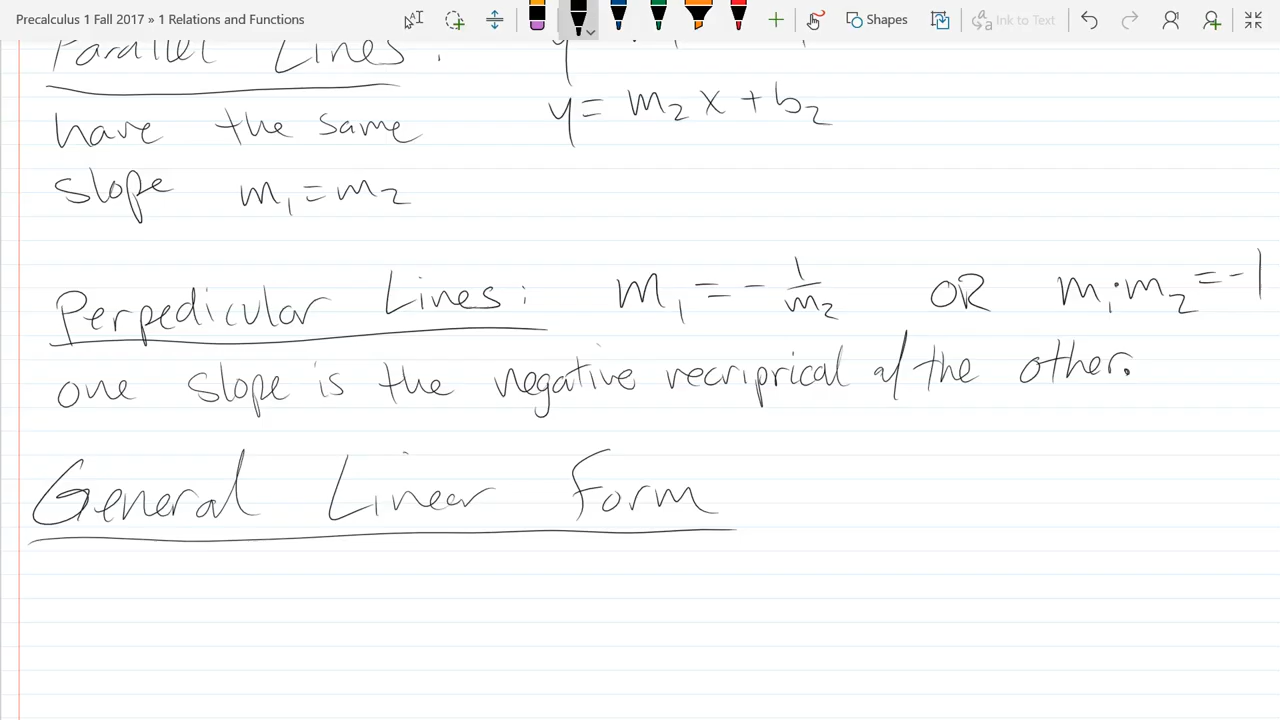 Precalculus 1 Fall 2017 » 1 Relations and Functions
Shapes
Ink to Text
Parallel Lines:
y = m₂ x + b₂
have the same
slope m₁ = m₂
Perpedicular Lines: m₁ = - 1/m₂ OR m₁·m₂ = -1
one slope is the negative recriprical of the other.
General Linear Form